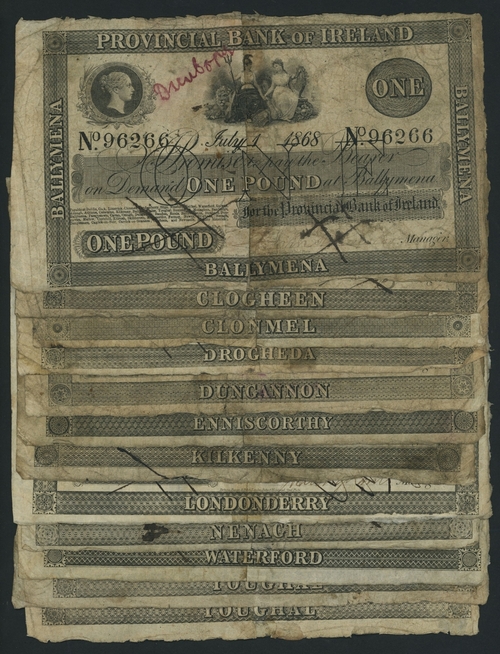 PROVINCIAL BANK OF IRELAND
BALLYMENA
BALLYMENA
ONE
Nº 96266 July 1 1868 Nº 96266
Promise to pay the Bearer
on Demand ONE POUND at Ballymena
For the Provincial Bank of Ireland.
ONE POUND
Manager
BALLYMENA
CLOGHEEN
CLONMEL
DROGHEDA
DUNGANNON
ENNISCORTHY
KILKENNY
LONDONDERRY
NENAGH
WATERFORD
YOUGHAL
YOUGHAL